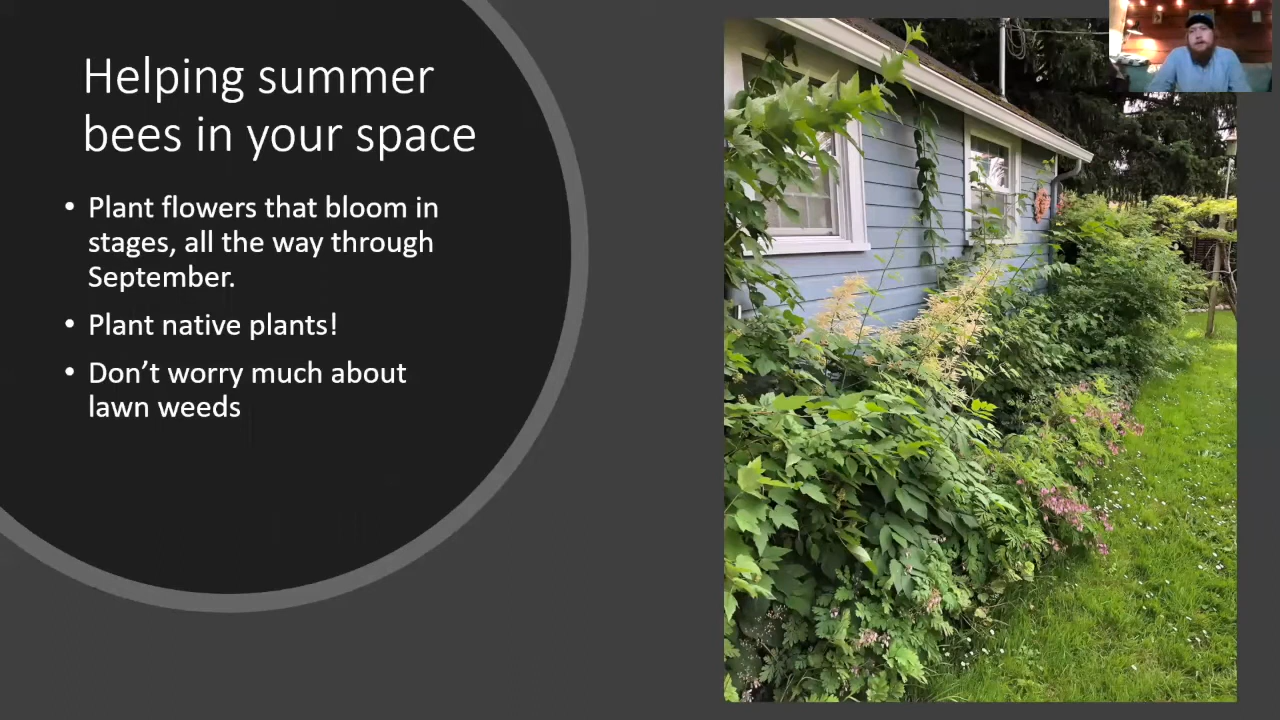 Helping summer
bees in your space
• Plant flowers that bloom in
stages, all the way through
September.
• Plant native plants!
• Don’t worry much about
lawn weeds